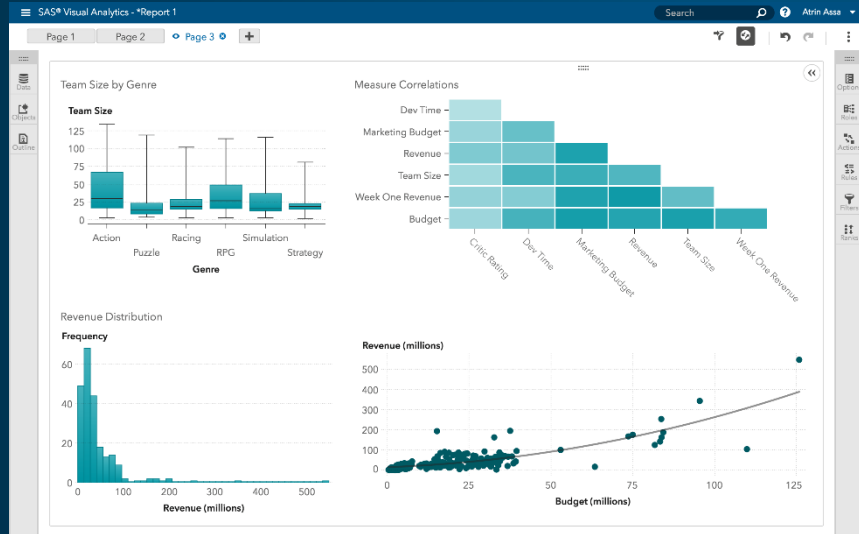 SAS® Visual Analytics - *Report 1
Search
Atrin Assa
Page 1
Page 2
Page 3
Data
Objects
Outline
Options
Roles
Actions
Rules
Filters
Ranks
Team Size by Genre
Team Size
125
100
75
50
25
0
Action
Puzzle
Racing
RPG
Simulation
Strategy
Genre
Measure Correlations
Dev Time
Marketing Budget
Revenue
Team Size
Week One Revenue
Budget
Critic Rating
Dev Time
Marketing Budget
Revenue
Team Size
Week One Revenue
Revenue Distribution
Frequency
60
40
20
0
0 100 200 300 400 500
Revenue (millions)
Revenue (millions)
500
400
300
200
100
0
0 25 50 75 100 125
Budget (millions)